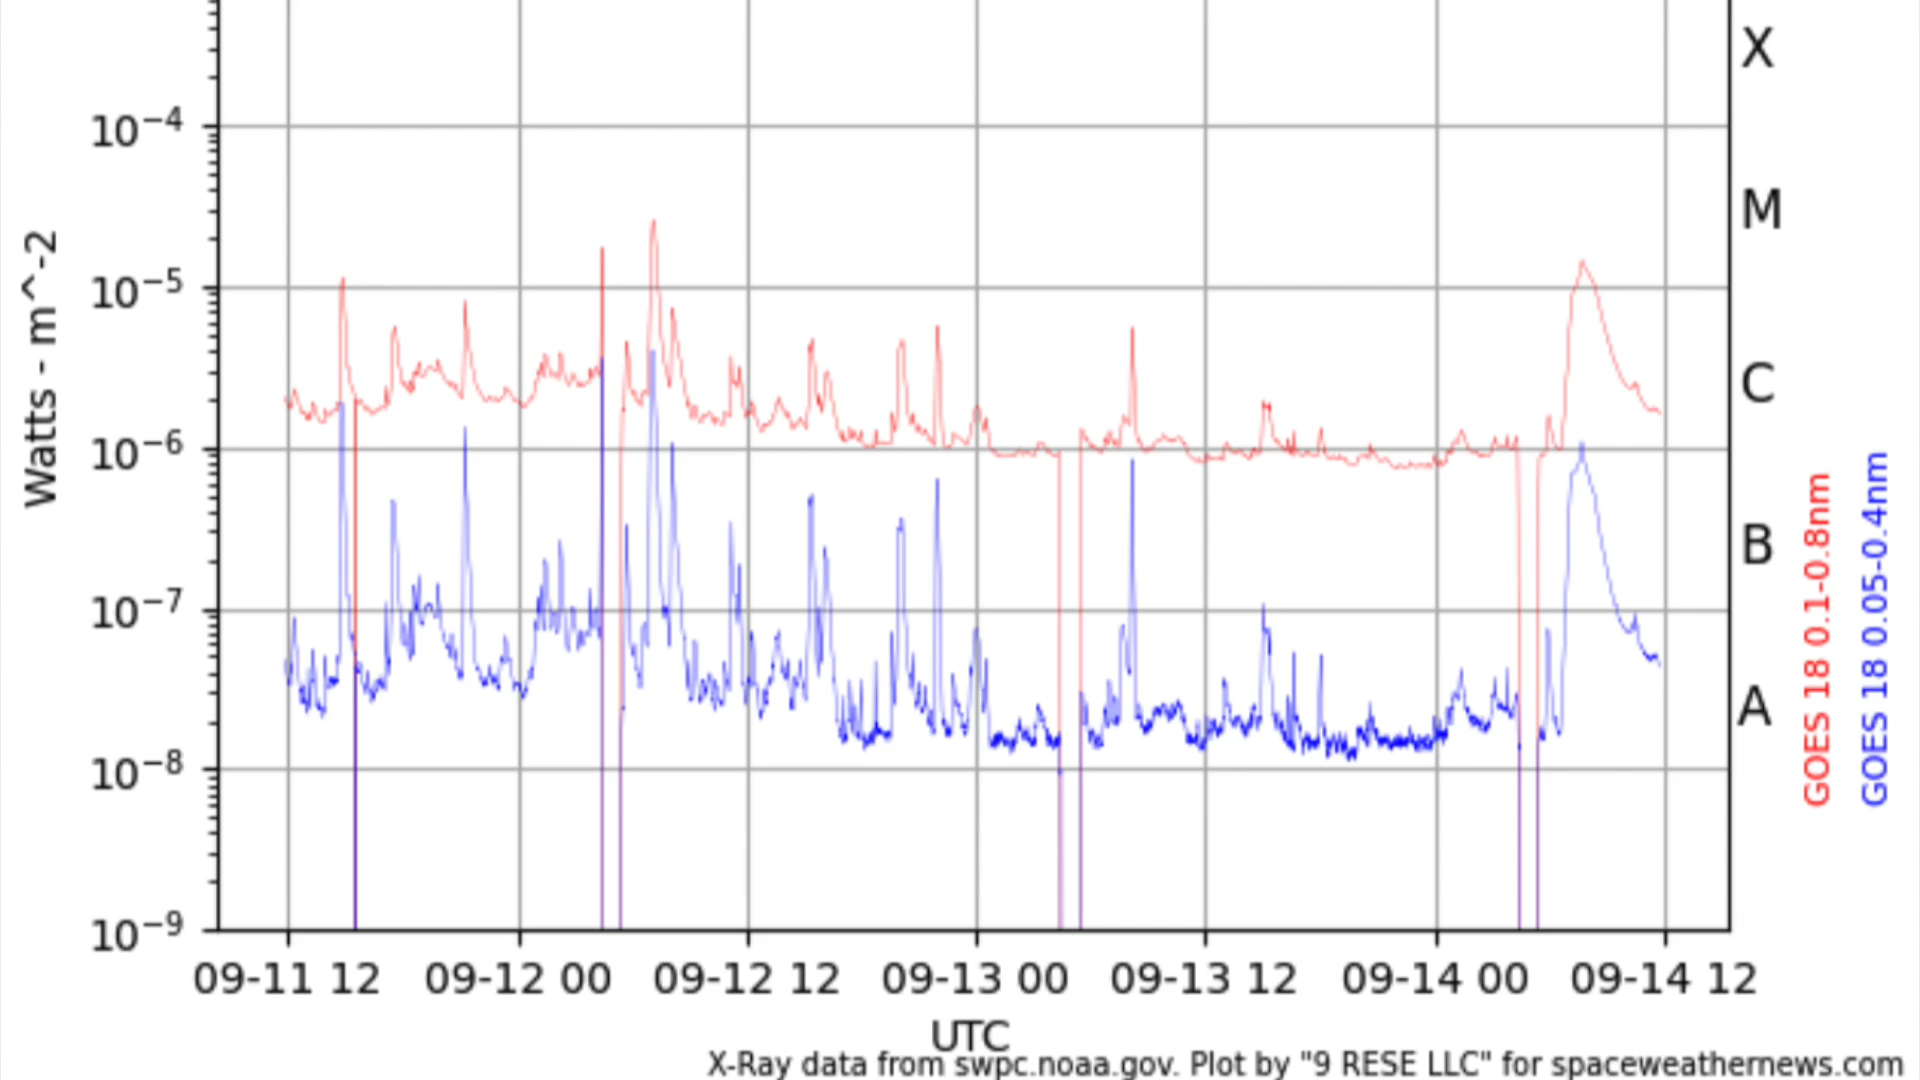 X
10−4
M
10−5
C
10−6
B
10−7
A
10−8
10−9
Watts - m^-2
GOES 18 0.1-0.8nm
GOES 18 0.05-0.4nm
09-11 12 09-12 00 09-12 12 09-13 00 09-13 12 09-14 00 09-14 12
UTC
X-Ray data from swpc.noaa.gov. Plot by "9 RESE LLC" for spaceweathernews.com